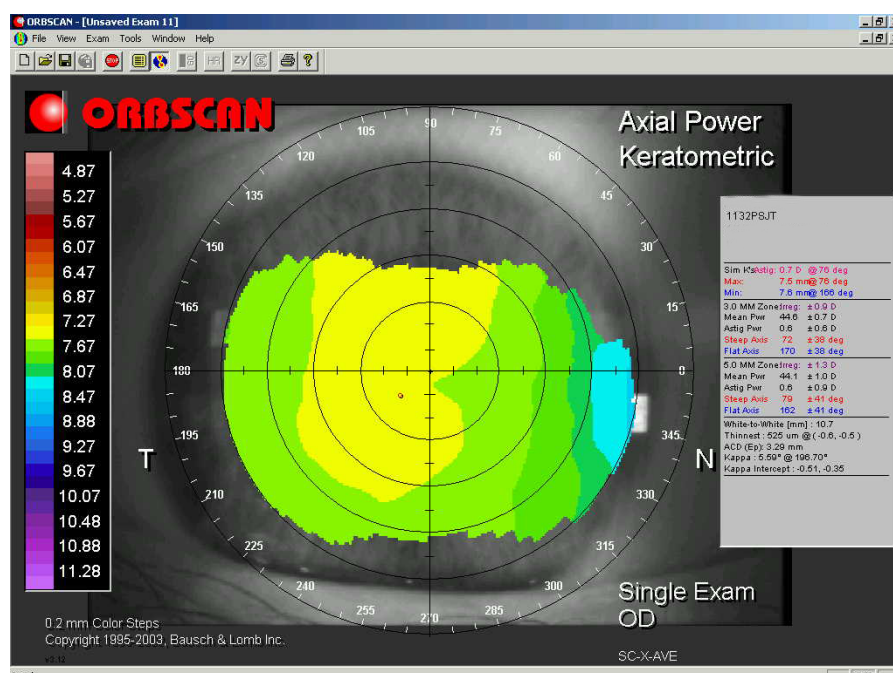 ORBSCAN - [Unsaved Exam 11]
File View Exam Tools Window Help
ORBSCAN
Axial Power
Keratometric
4.87
5.27
5.67
6.07
6.47
6.87
7.27
7.67
8.07
8.47
8.88
9.27
9.67
10.07
10.48
10.88
11.28
90
75
60
45
30
0
345
330
315
300
285
270
255
240
225
210
195
180
165
150
135
120
105
T
N
1132PSJT
Sim K's: Astig: 0.7 D @ 76 deg
Max: 7.5 mm @ 76 deg
Min: 7.6 mm @ 166 deg
3.0 MM Zone: Irreg: ± 0.9 D
Mean Pwr 44.6 ± 0.7 D
Astig Pwr 0.6 ± 0.6 D
Steep Axis 72 ± 38 deg
Flat Axis 170 ± 38 deg
5.0 MM Zone: Irreg: ± 1.3 D
Mean Pwr 44.1 ± 1.0 D
Astig Pwr 0.6 ± 0.9 D
Steep Axis 79 ± 41 deg
Flat Axis 162 ± 41 deg
White-to-White [mm] : 10.7
Thinnest : 525 um @ ( -0.6, -0.5 )
ACD (Ep): 3.29 mm
Kappa : 5.59° @ 196.70°
Kappa Intercept : -0.51, -0.35
Single Exam
OD
SC-X-AVE
0.2 mm Color Steps
Copyright 1995-2003, Bausch & Lomb Inc.